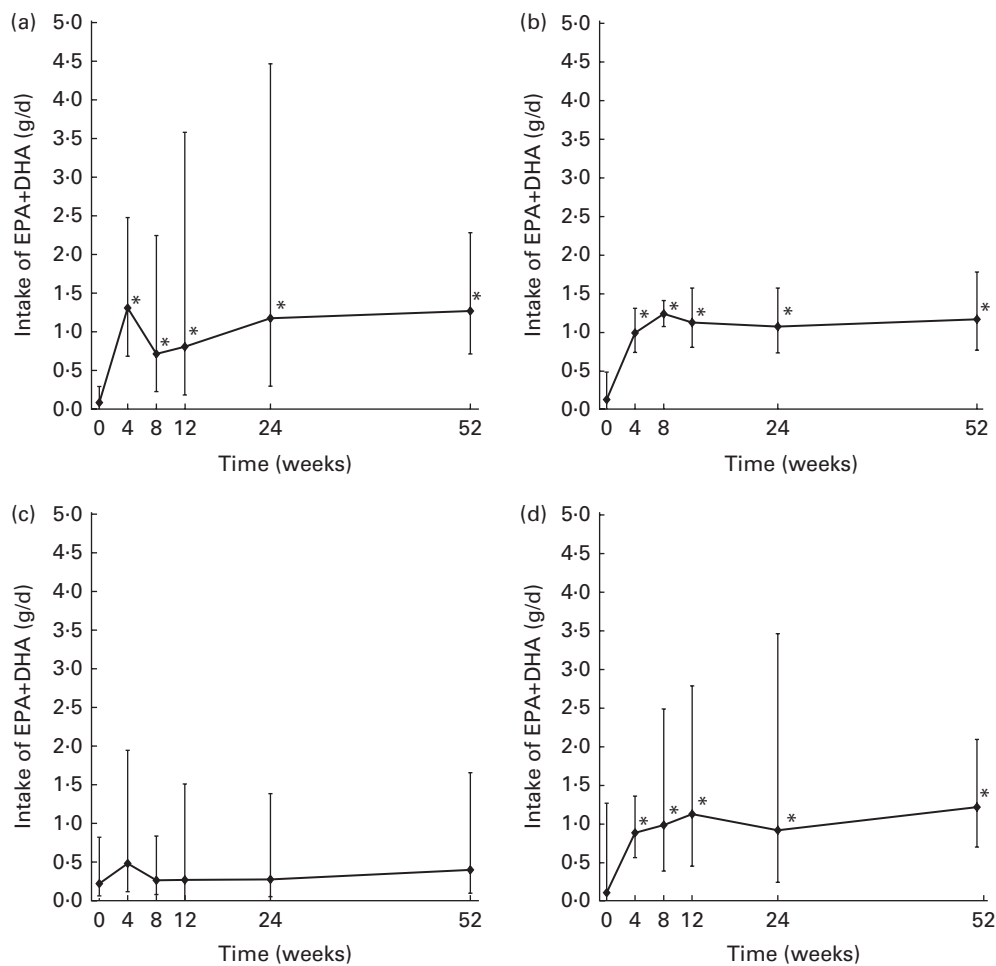 (a)
5·0
4·5
4·0
3·5
3·0
2·5
2·0
1·5
1·0
0·5
0·0
Intake of EPA+DHA (g/d)
* * * * *
0 4 8 12 24 52
Time (weeks)
(b)
5·0
4·5
4·0
3·5
3·0
2·5
2·0
1·5
1·0
0·5
0·0
Intake of EPA+DHA (g/d)
* * * * *
0 4 8 24 52
Time (weeks)
(c)
5·0
4·5
4·0
3·5
3·0
2·5
2·0
1·5
1·0
0·5
0·0
Intake of EPA+DHA (g/d)
0 4 8 12 24 52
Time (weeks)
(d)
5·0
4·5
4·0
3·5
3·0
2·5
2·0
1·5
1·0
0·5
0·0
Intake of EPA+DHA (g/d)
* * * * *
0 4 8 12 24 52
Time (weeks)